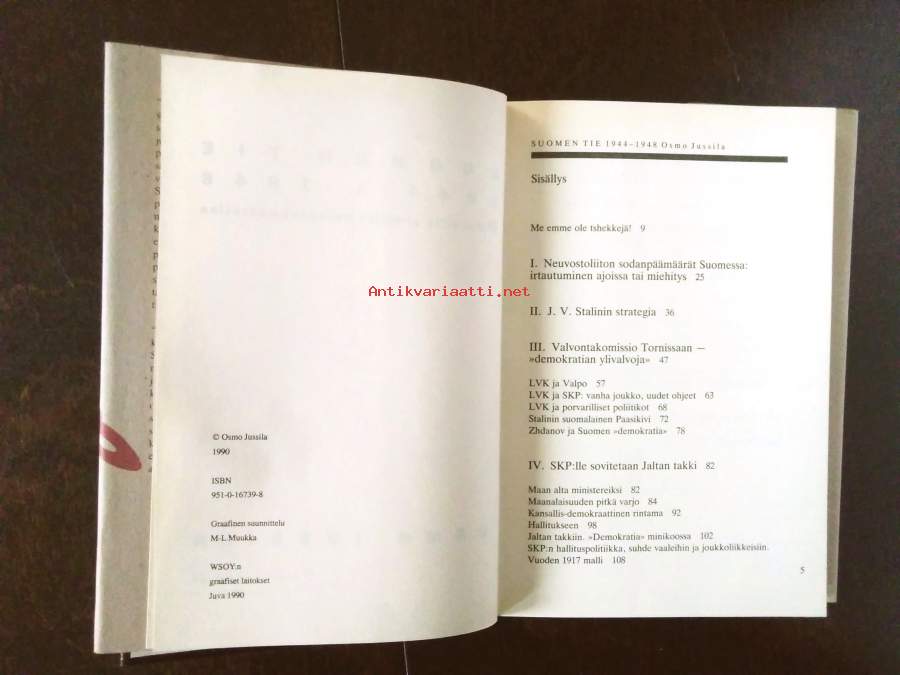 © Osmo Jussila
1990
ISBN
951-0-16739-8
Graafinen suunnittelu
M-L Muukka
WSOY:n
graafiset laitokset
Juva 1990
Antikvariaatti.net
SUOMEN TIE 1944–1948 Osmo Jussila
Sisällys
Me emme ole tshekkejä! 9
I. Neuvostoliiton sodanpäämäärät Suomessa:
irtautuminen ajoissa tai miehitys 25
II. J. V. Stalinin strategia 36
III. Valvontakomissio Tornissaan —
»demokratian ylivalvoja» 47
LVK ja Valpo 57
LVK ja SKP: vanha joukko, uudet ohjeet 63
LVK ja porvarilliset poliitikot 68
Stalinin suomalainen Paasikivi 72
Zhdanov ja Suomen »demokratia» 78
IV. SKP:lle sovitetaan Jaltan takki 82
Maan alta ministereiksi 82
Maanalaisuuden pitkä varjo 84
Kansallis-demokraattinen rintama 92
Hallitukseen 98
Jaltan takkiin. »Demokratia» minikoossa 102
SKP:n hallituspolitiikka, suhde vaaleihin ja joukkoliikkeisiin.
Vuoden 1917 malli 108
5